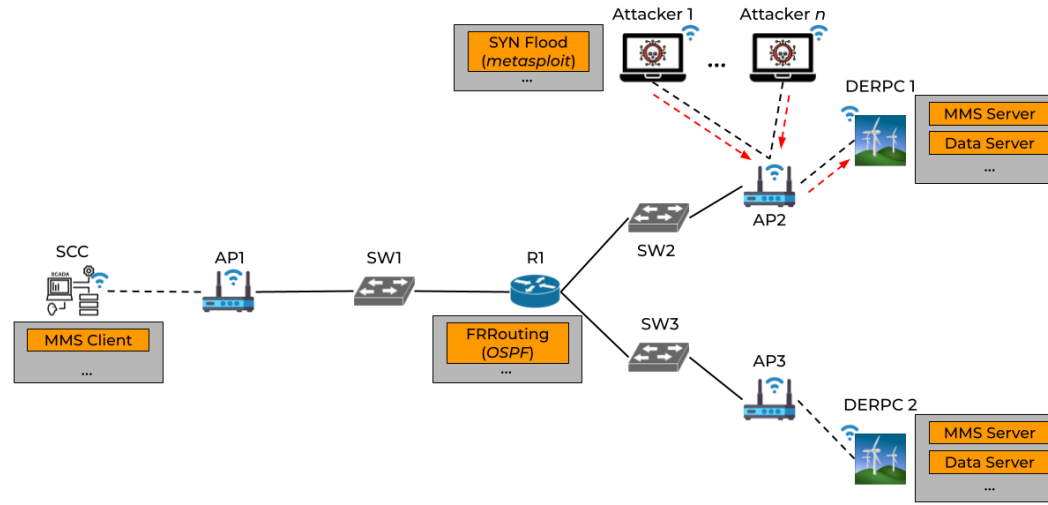 Attacker 1
Attacker n
SYN Flood
(metasploit)
...
...
DERPC 1
MMS Server
Data Server
...
AP2
SW2
SCC
SCADA
AP1
SW1
R1
MMS Client
...
FRRouting
(OSPF)
...
SW3
AP3
DERPC 2
MMS Server
Data Server
...